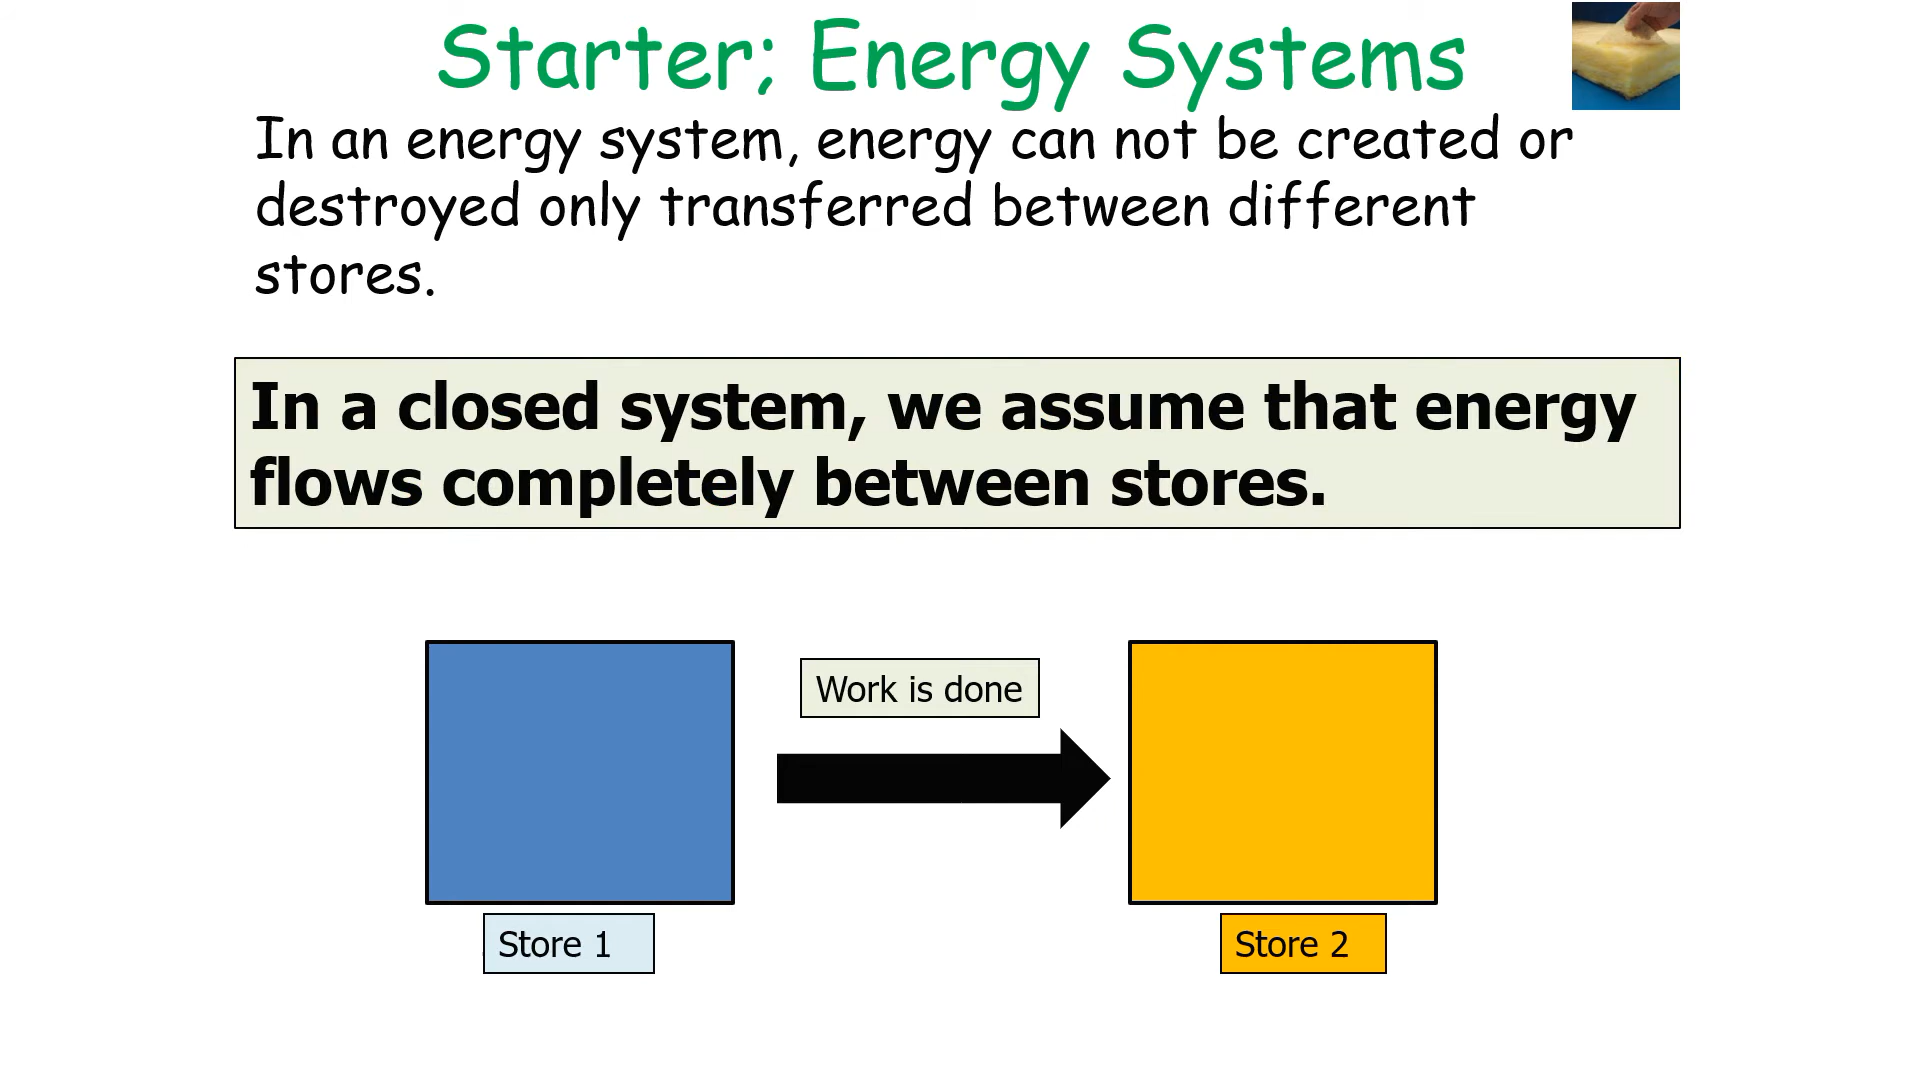 Starter; Energy Systems
In an energy system, energy can not be created or
destroyed only transferred between different
stores.
In a closed system, we assume that energy
flows completely between stores.
Work is done
Store 1
Store 2